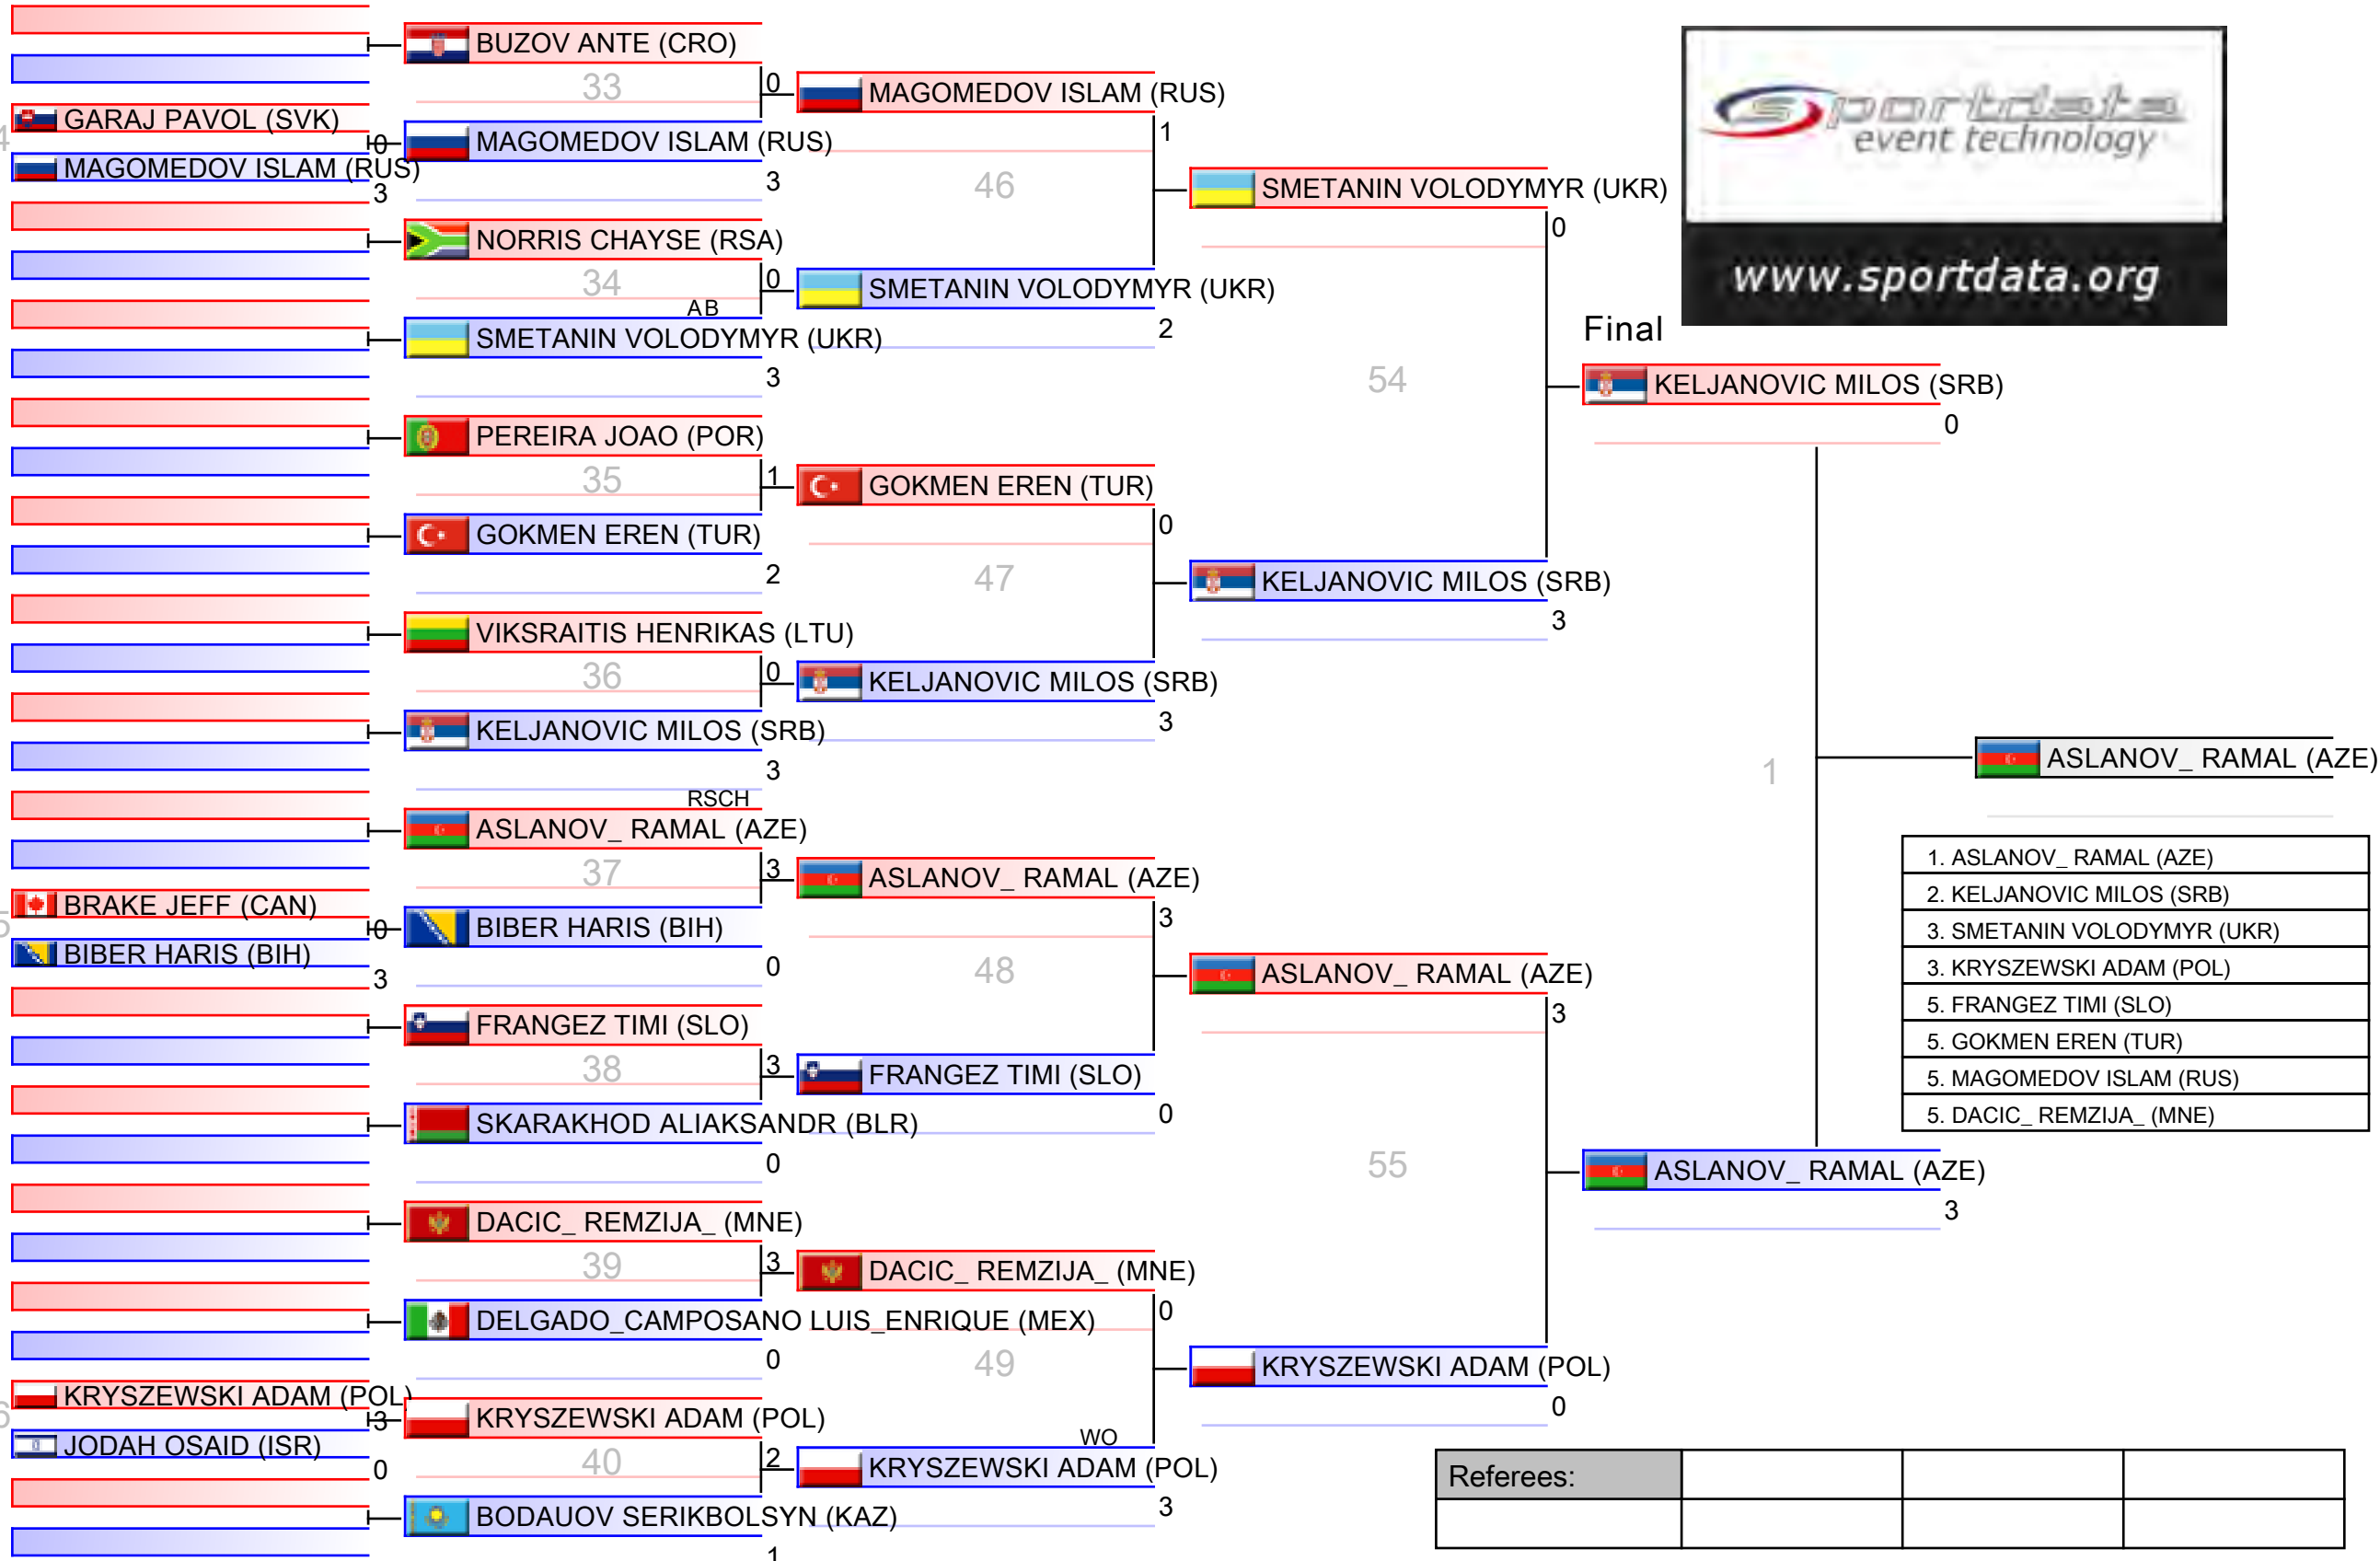 BUZOV ANTE (CRO)
33
0
MAGOMEDOV ISLAM (RUS)
GARAJ PAVOL (SVK)
4
0
MAGOMEDOV ISLAM (RUS)
1
MAGOMEDOV ISLAM (RUS)
3
3
46
SMETANIN VOLODYMYR (UKR)
NORRIS CHAYSE (RSA)
0
34
0
SMETANIN VOLODYMYR (UKR)
AB
SMETANIN VOLODYMYR (UKR)
2
3
54
sportdata
event technology
www.sportdata.org
Final
KELJANOVIC MILOS (SRB)
0
PEREIRA JOAO (POR)
35
1
GOKMEN EREN (TUR)
GOKMEN EREN (TUR)
0
2
47
KELJANOVIC MILOS (SRB)
3
VIKSRAITIS HENRIKAS (LTU)
36
0
KELJANOVIC MILOS (SRB)
KELJANOVIC MILOS (SRB)
3
3
1
ASLANOV_ RAMAL (AZE)
RSCH
ASLANOV_ RAMAL (AZE)
37
3
ASLANOV_ RAMAL (AZE)
BRAKE JEFF (CAN)
5
0
BIBER HARIS (BIH)
3
BIBER HARIS (BIH)
3
0
48
ASLANOV_ RAMAL (AZE)
3
FRANGEZ TIMI (SLO)
38
3
FRANGEZ TIMI (SLO)
SKARAKHOD ALIAKSANDR (BLR)
0
0
55
ASLANOV_ RAMAL (AZE)
3
1. ASLANOV_ RAMAL (AZE)
2. KELJANOVIC MILOS (SRB)
3. SMETANIN VOLODYMYR (UKR)
3. KRYSZEWSKI ADAM (POL)
5. FRANGEZ TIMI (SLO)
5. GOKMEN EREN (TUR)
5. MAGOMEDOV ISLAM (RUS)
5. DACIC_ REMZIJA_ (MNE)
DACIC_ REMZIJA_ (MNE)
39
3
DACIC_ REMZIJA_ (MNE)
DELGADO_CAMPOSANO LUIS_ENRIQUE (MEX)
0
0
49
KRYSZEWSKI ADAM (POL)
0
KRYSZEWSKI ADAM (POL)
6
3
KRYSZEWSKI ADAM (POL)
JODAH OSAID (ISR)
0
40
2
WO
KRYSZEWSKI ADAM (POL)
3
BODAUOV SERIKBOLSYN (KAZ)
1
Referees: